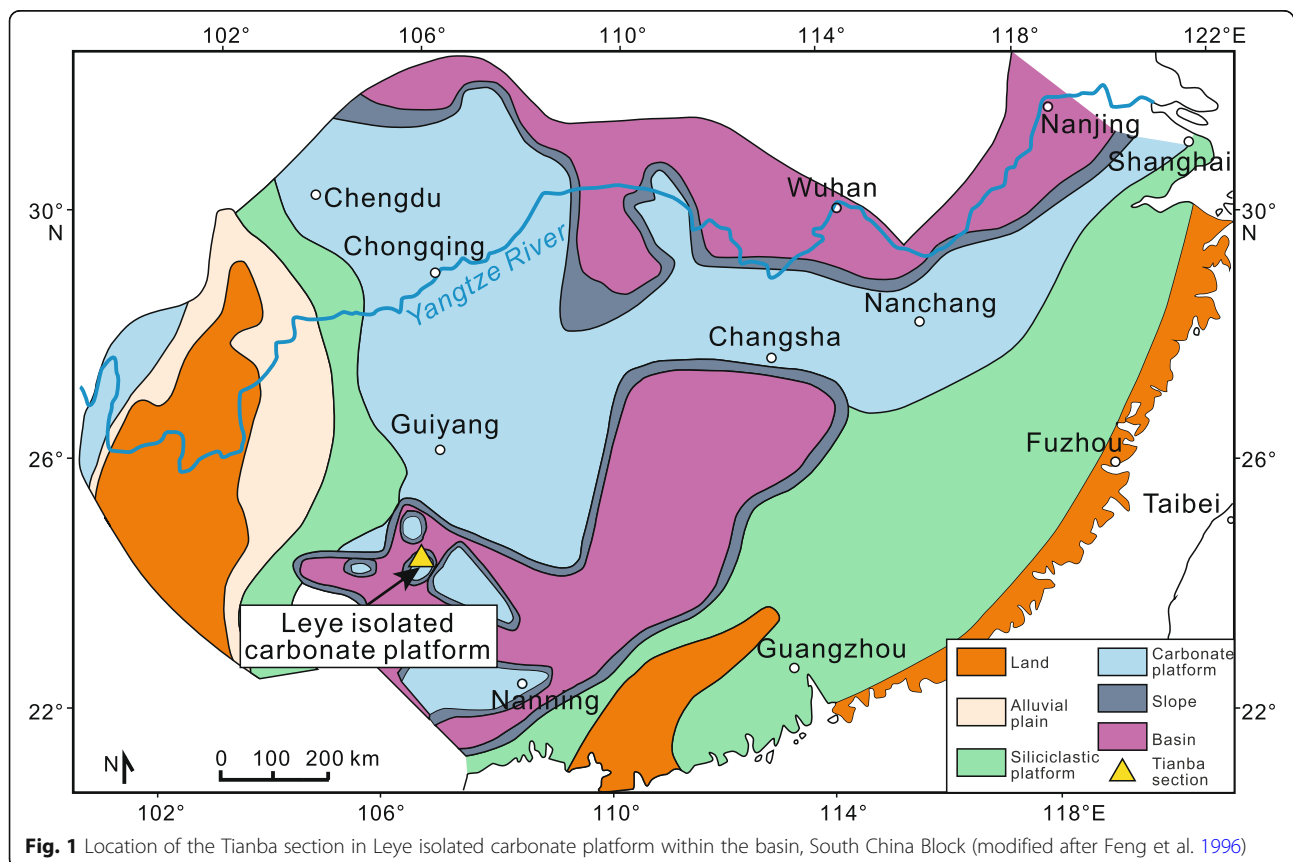 102° 106° 110° 114° 118° 122°E
Nanjing
Shanghai
Wuhan
Chengdu
30°
N
30°
N
Chongqing
Yangtze River
Nanchang
Changsha
Guiyang
Fuzhou
26°
26°
Taibei
Leye isolated
carbonate platform
Guangzhou
Nanning
22°
22°
Land
Alluvial
plain
Siliciclastic
platform
Carbonate
platform
Slope
Basin
Tianba
section
N
0 100 200 km
102° 106° 110° 114° 118°E
Fig. 1 Location of the Tianba section in Leye isolated carbonate platform within the basin, South China Block (modified after Feng et al. 1996)